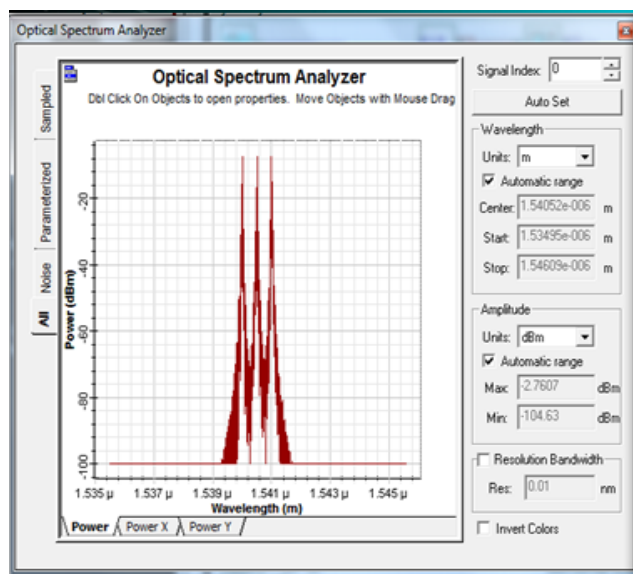 Optical Spectrum Analyzer
Optical Spectrum Analyzer
Dbl Click On Objects to open properties. Move Objects with Mouse Drag
Sampled
Parameterized
Noise
All
Power (dBm)
-20
-40
-60
-80
-100
1.535 µ 1.537 µ 1.539 µ 1.541 µ 1.543 µ 1.545 µ
Wavelength (m)
Power Power X Power Y
Signal Index: 0
Auto Set
Wavelength
Units: m
Automatic range
Center: 1.54052e-006 m
Start: 1.53495e-006 m
Stop: 1.54609e-006 m
Amplitude
Units: dBm
Automatic range
Max: -2.7607 dBm
Min: -104.63 dBm
Resolution Bandwidth
Res: 0.01 nm
Invert Colors